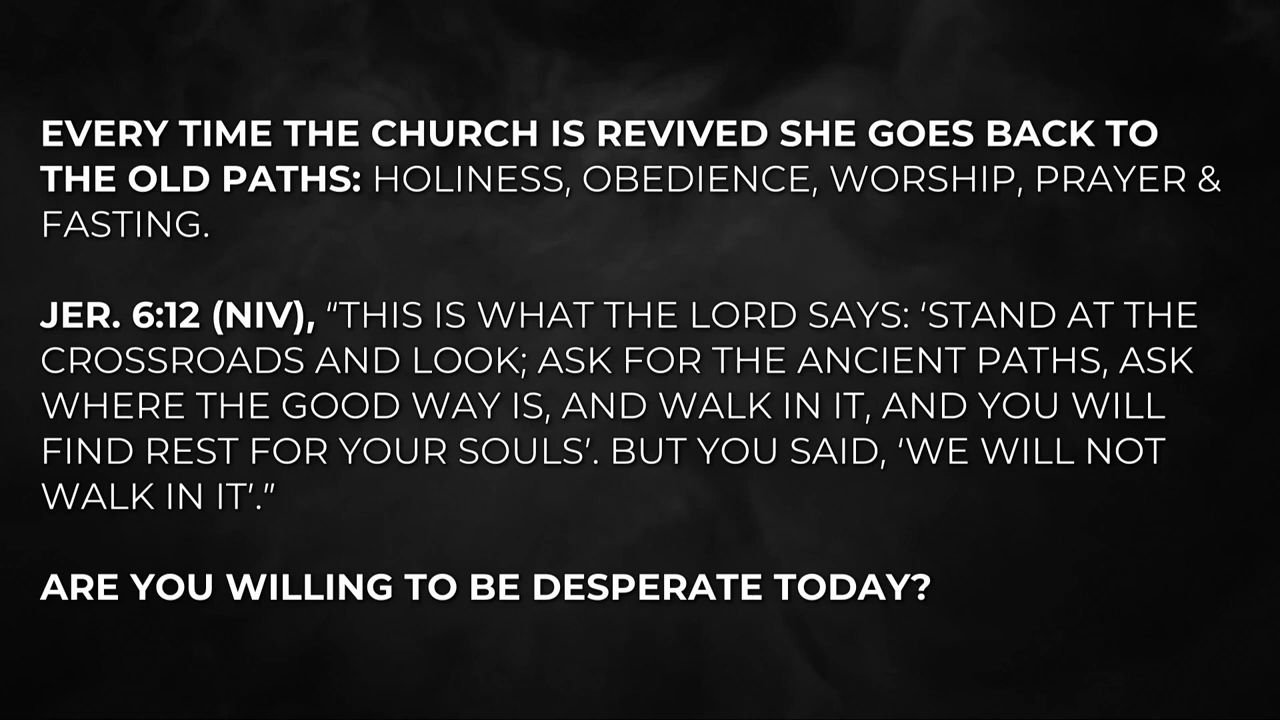 EVERY TIME THE CHURCH IS REVIVED SHE GOES BACK TO
THE OLD PATHS: HOLINESS, OBEDIENCE, WORSHIP, PRAYER &
FASTING.
JER. 6:12 (NIV), “THIS IS WHAT THE LORD SAYS: ‘STAND AT THE
CROSSROADS AND LOOK; ASK FOR THE ANCIENT PATHS, ASK
WHERE THE GOOD WAY IS, AND WALK IN IT, AND YOU WILL
FIND REST FOR YOUR SOULS’. BUT YOU SAID, ‘WE WILL NOT
WALK IN IT’.”
ARE YOU WILLING TO BE DESPERATE TODAY?